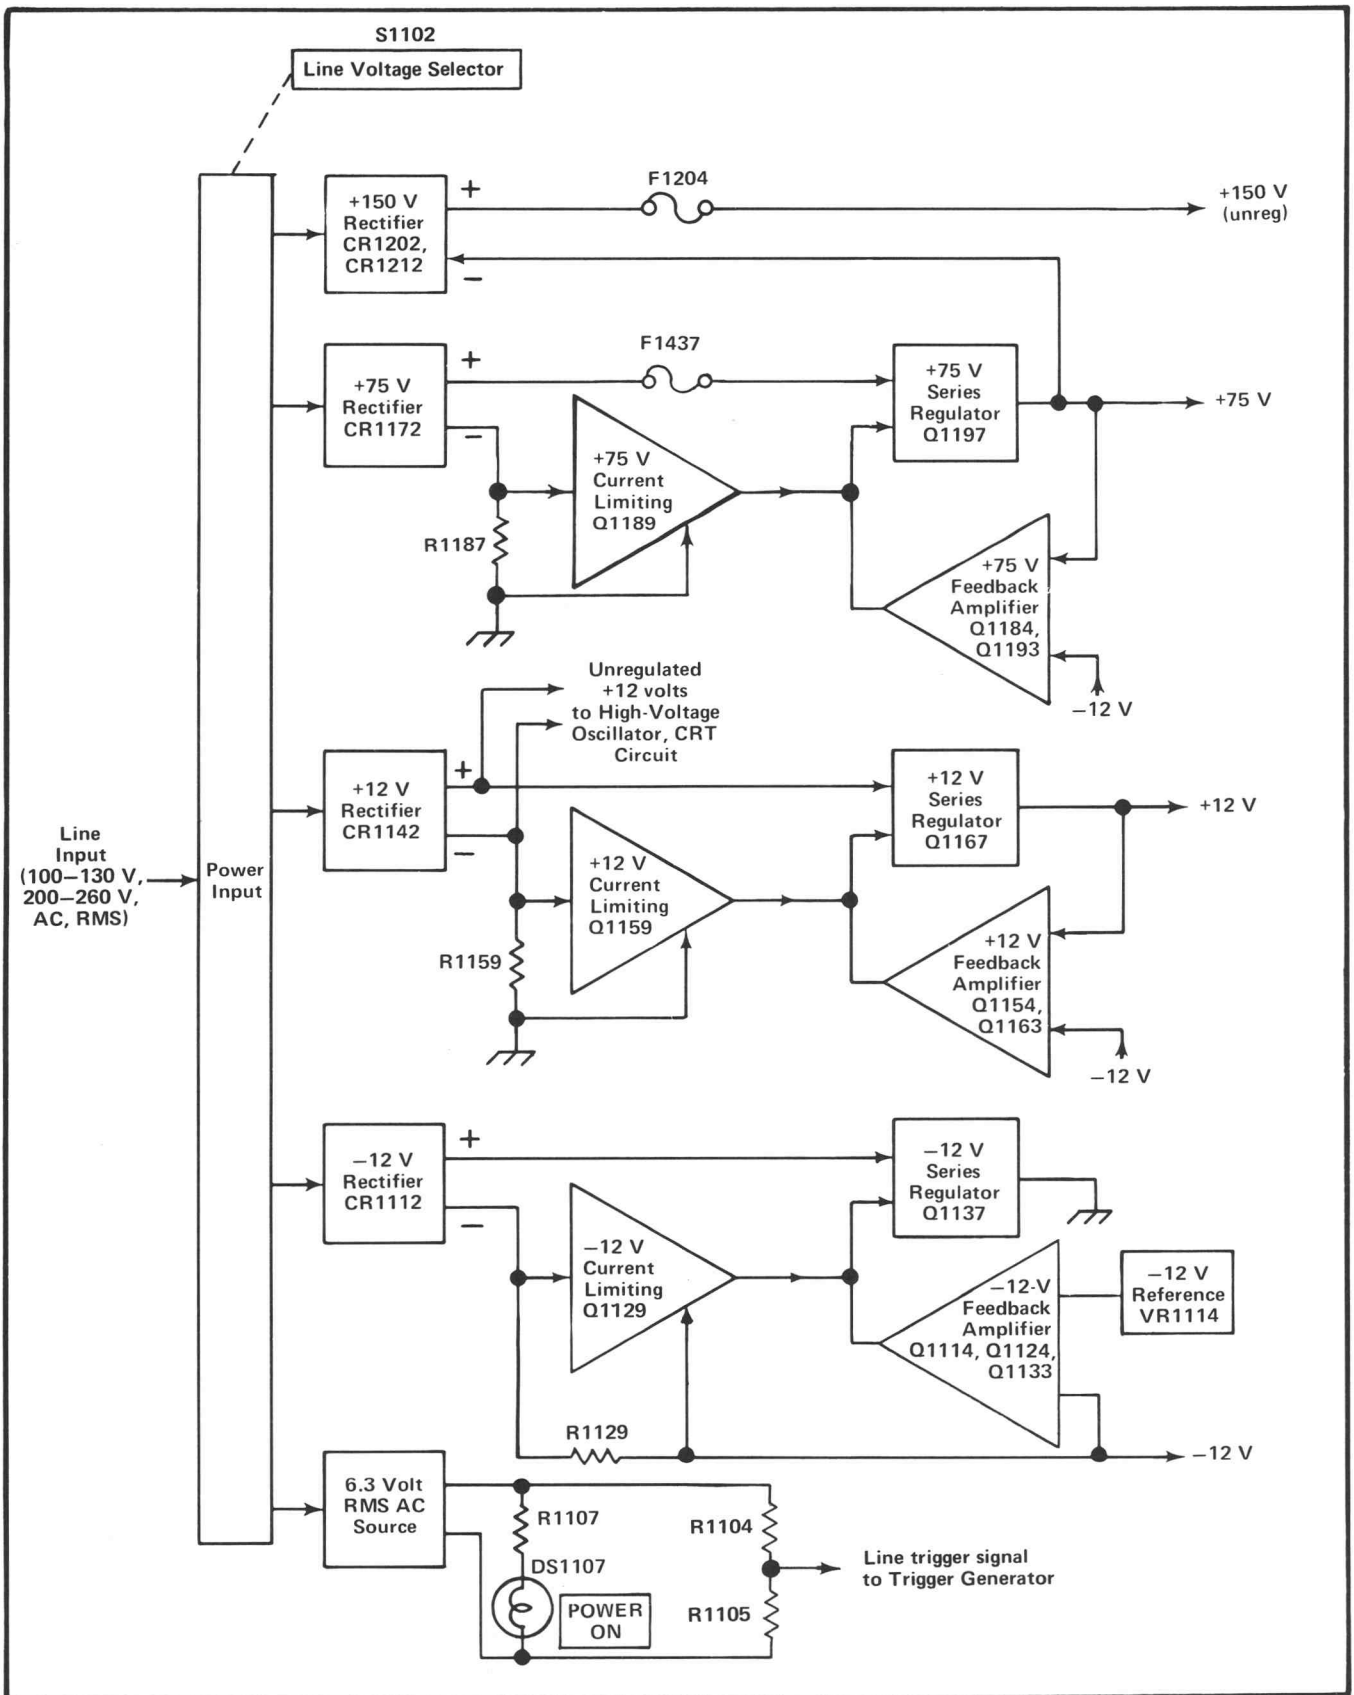 S1102
Line Voltage Selector
+150 V
Rectifier
CR1202,
CR1212
+
−
F1204
+150 V
(unreg)
+75 V
Rectifier
CR1172
+
−
F1437
+75 V
Series
Regulator
Q1197
+75 V
+75 V
Current
Limiting
Q1189
R1187
+75 V
Feedback
Amplifier
Q1184,
Q1193
−12 V
Unregulated
+12 volts
to High-Voltage
Oscillator, CRT
Circuit
+12 V
Rectifier
CR1142
+
−
+12 V
Series
Regulator
Q1167
+12 V
Line
Input
(100−130 V,
200−260 V,
AC, RMS)
Power
Input
+12 V
Current
Limiting
Q1159
R1159
+12 V
Feedback
Amplifier
Q1154,
Q1163
−12 V
−12 V
Rectifier
CR1112
+
−
−12 V
Series
Regulator
Q1137
−12 V
Current
Limiting
Q1129
−12-V
Feedback
Amplifier
Q1114, Q1124,
Q1133
−12 V
Reference
VR1114
R1129
−12 V
6.3 Volt
RMS AC
Source
R1107
DS1107
POWER
ON
R1104
R1105
Line trigger signal
to Trigger Generator